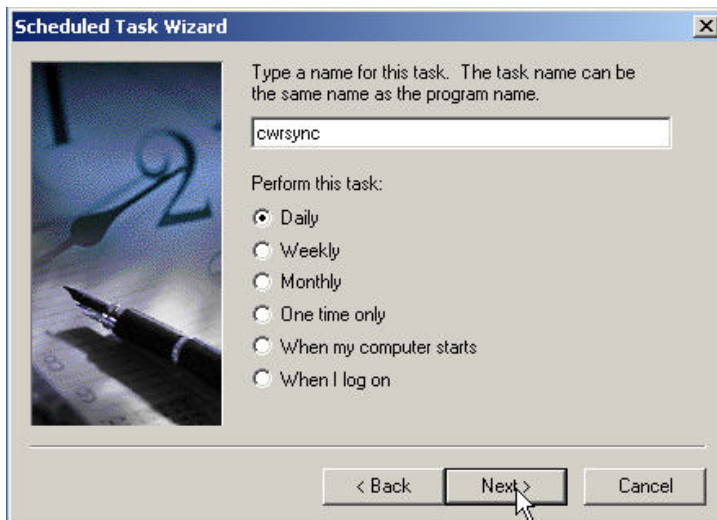 Scheduled Task Wizard
Type a name for this task. The task name can be
the same name as the program name.
cwrsync
Perform this task:
Daily
Weekly
Monthly
One time only
When my computer starts
When I log on
< Back
Next >
Cancel